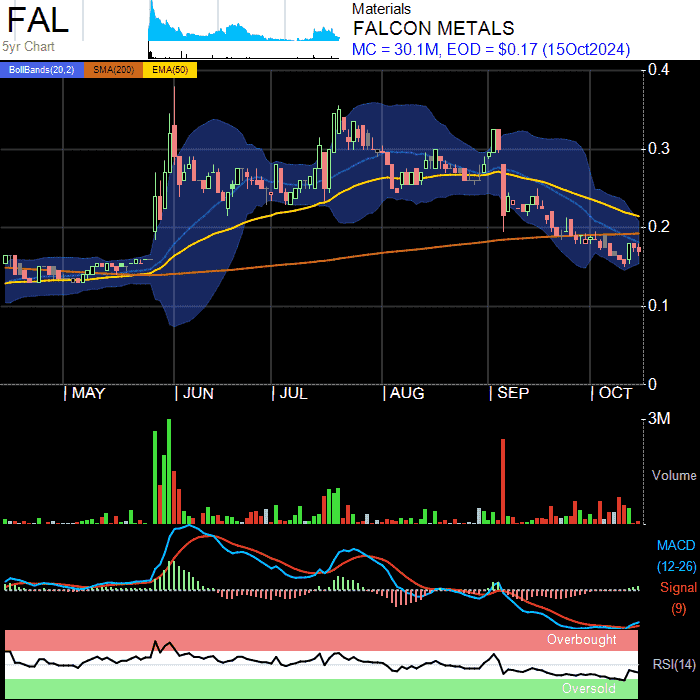 FAL
5yr Chart
Materials
FALCON METALS
MC = 30.1M, EOD = $0.17 (15Oct2024)
BollBands(20,2) SMA(200) EMA(50)
0.4
0.3
0.2
0.1
0
MAY JUN JUL AUG SEP OCT
3M
Volume
MACD
(12-26)
Signal
(9)
Overbought
RSI(14)
Oversold